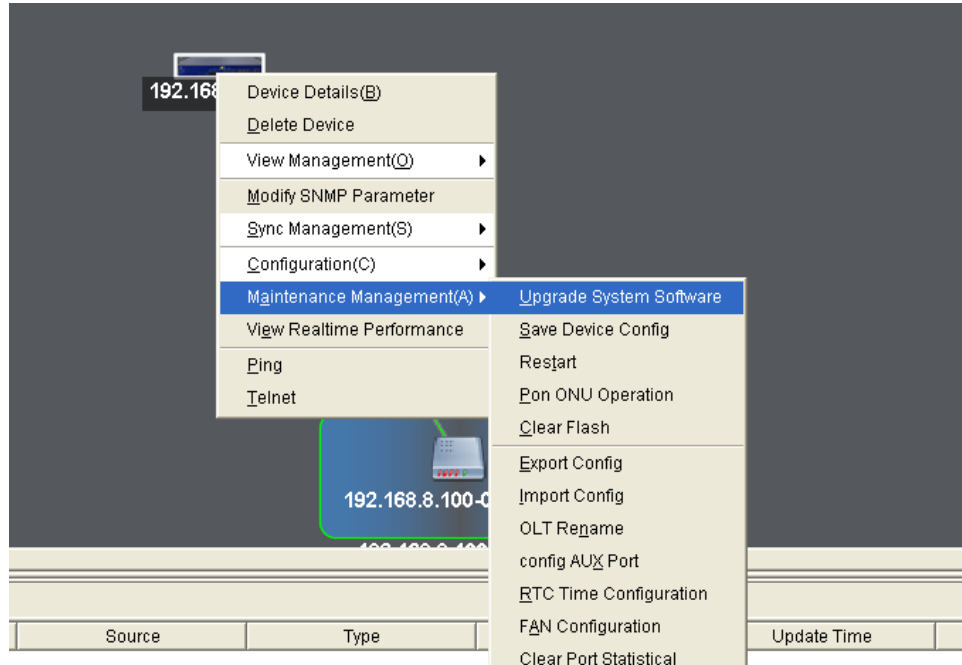 192.168
Device Details(B)
Delete Device
View Management(O)
Modify SNMP Parameter
Sync Management(S)
Configuration(C)
Maintenance Management(A)
View Realtime Performance
Ping
Telnet
Upgrade System Software
Save Device Config
Restart
Pon ONU Operation
Clear Flash
Export Config
Import Config
OLT Rename
config AUX Port
RTC Time Configuration
FAN Configuration
Clear Port Statistical
192.168.8.100-0
Source
Type
Update Time